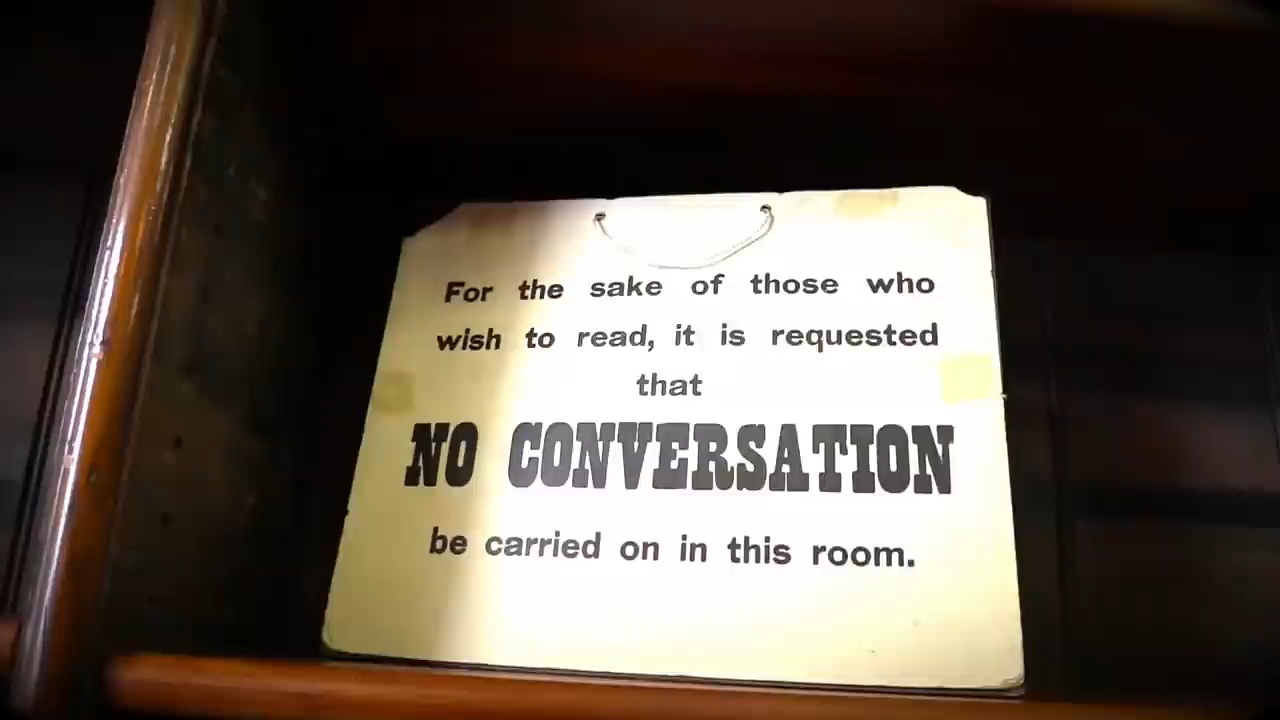 For the sake of those who
wish to read, it is requested
that
NO CONVERSATION
be carried on in this room.